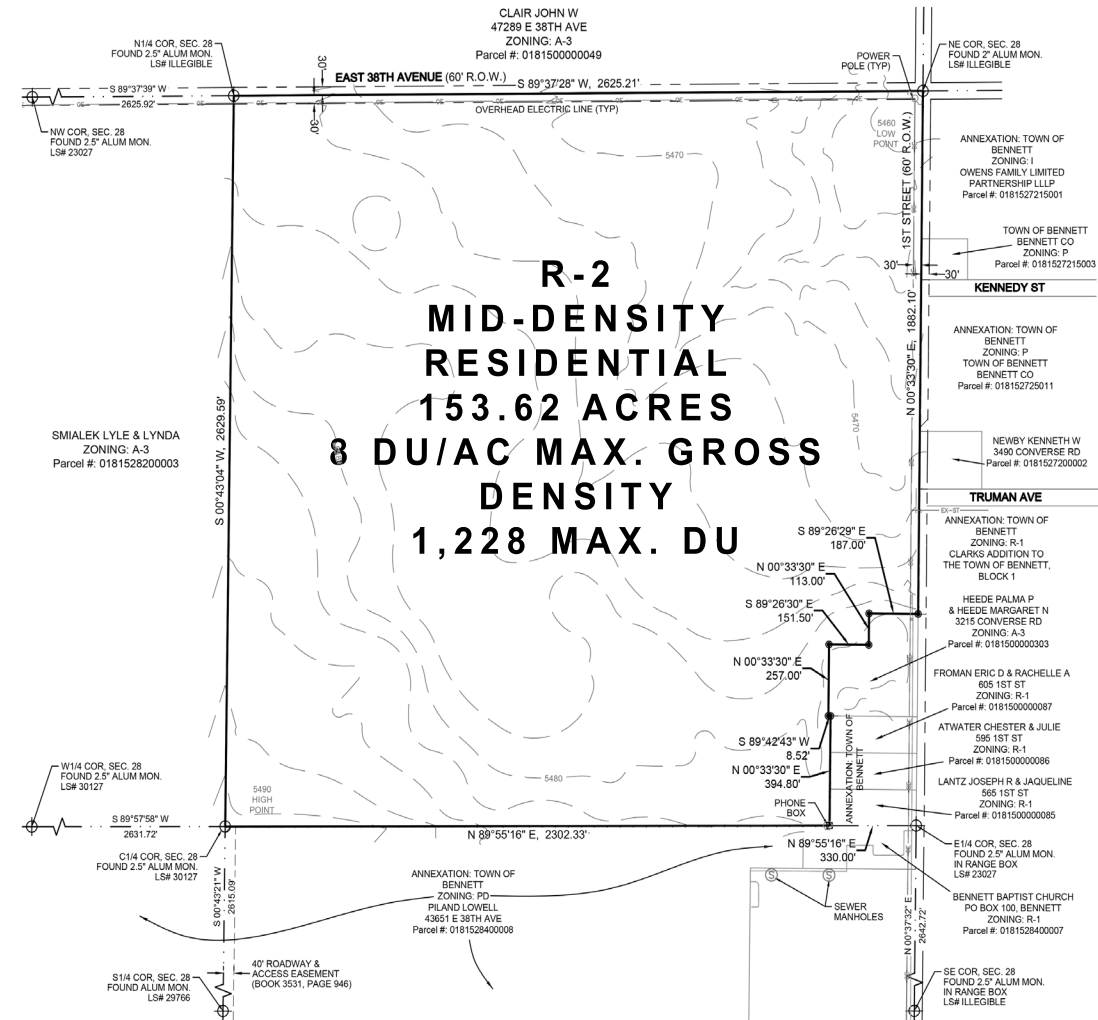 CLAIR JOHN W
47289 E 38TH AVE
ZONING: A-3
Parcel #: 0181500000049
N1/4 COR, SEC. 28
FOUND 2.5" ALUM MON.
LS# ILLEGIBLE
30'
EAST 38TH AVENUE (60' R.O.W.)
S 89°37'28" W, 2625.21'
POWER
POLE (TYP)
NE COR, SEC. 28
FOUND 2" ALUM MON.
LS# ILLEGIBLE
S 89°37'39" W
2625.92'
OVERHEAD ELECTRIC LINE (TYP)
30'
NW COR, SEC. 28
FOUND 2.5" ALUM MON.
LS# 23027
5460
LOW
POINT
5470
1ST STREET (60' R.O.W.)
ANNEXATION: TOWN OF
BENNETT
ZONING: I
OWENS FAMILY LIMITED
PARTNERSHIP LLLP
Parcel #: 0181527215001
TOWN OF BENNETT
BENNETT CO
ZONING: P
Parcel #: 0181527215003
30'
30'
KENNEDY ST
R-2
MID-DENSITY
RESIDENTIAL
153.62 ACRES
8 DU/AC MAX. GROSS
DENSITY
1,228 MAX. DU
N 00°33'30" E, 1882.10'
ANNEXATION: TOWN OF
BENNETT
ZONING: P
TOWN OF BENNETT
BENNETT CO
Parcel #: 018152725011
5470
S 00°43'04" W, 2629.59'
SMIALEK LYLE & LYNDA
ZONING: A-3
Parcel #: 0181528200003
NEWBY KENNETH W
3490 CONVERSE RD
Parcel #: 0181527200002
TRUMAN AVE
EX-ST
ANNEXATION: TOWN OF
BENNETT
ZONING: R-1
CLARKS ADDITION TO
THE TOWN OF BENNETT,
BLOCK 1
S 89°26'29" E
187.00'
N 00°33'30" E
113.00'
S 89°26'30" E
151.50'
HEEDE PALMA P
& HEEDE MARGARET N
3215 CONVERSE RD
ZONING: A-3
Parcel #: 0181500000303
N 00°33'30" E
257.00'
FROMAN ERIC D & RACHELLE A
605 1ST ST
ZONING: R-1
Parcel #: 0181500000087
S 89°42'43" W
8.52'
N 00°33'30" E
394.80'
ANNEXATION: TOWN OF
BENNETT
ATWATER CHESTER & JULIE
595 1ST ST
ZONING: R-1
Parcel #: 0181500000086
LANTZ JOSEPH R & JAQUELINE
565 1ST ST
ZONING: R-1
Parcel #: 0181500000085
W1/4 COR, SEC. 28
FOUND 2.5" ALUM MON.
LS# 30127
5490
HIGH
POINT
5480
PHONE
BOX
S 89°57'58" W
2631.72'
N 89°55'16" E, 2302.33'
N 89°55'16" E
330.00'
C1/4 COR, SEC. 28
FOUND 2.5" ALUM MON.
LS# 30127
E1/4 COR, SEC. 28
FOUND 2.5" ALUM MON.
IN RANGE BOX
LS# 23027
S 00°43'21" W
2615.09'
ANNEXATION: TOWN OF
BENNETT
ZONING: PD
PILAND LOWELL
43651 E 38TH AVE
Parcel #: 0181528400008
S
S
SEWER
MANHOLES
BENNETT BAPTIST CHURCH
PO BOX 100, BENNETT
ZONING: R-1
Parcel #: 0181528400007
N 00°37'32" E
2642.72'
40' ROADWAY &
ACCESS EASEMENT
(BOOK 3531, PAGE 946)
S1/4 COR, SEC. 28
FOUND ALUM MON.
LS# 29766
SE COR, SEC. 28
FOUND 2.5" ALUM MON.
IN RANGE BOX
LS# ILLEGIBLE